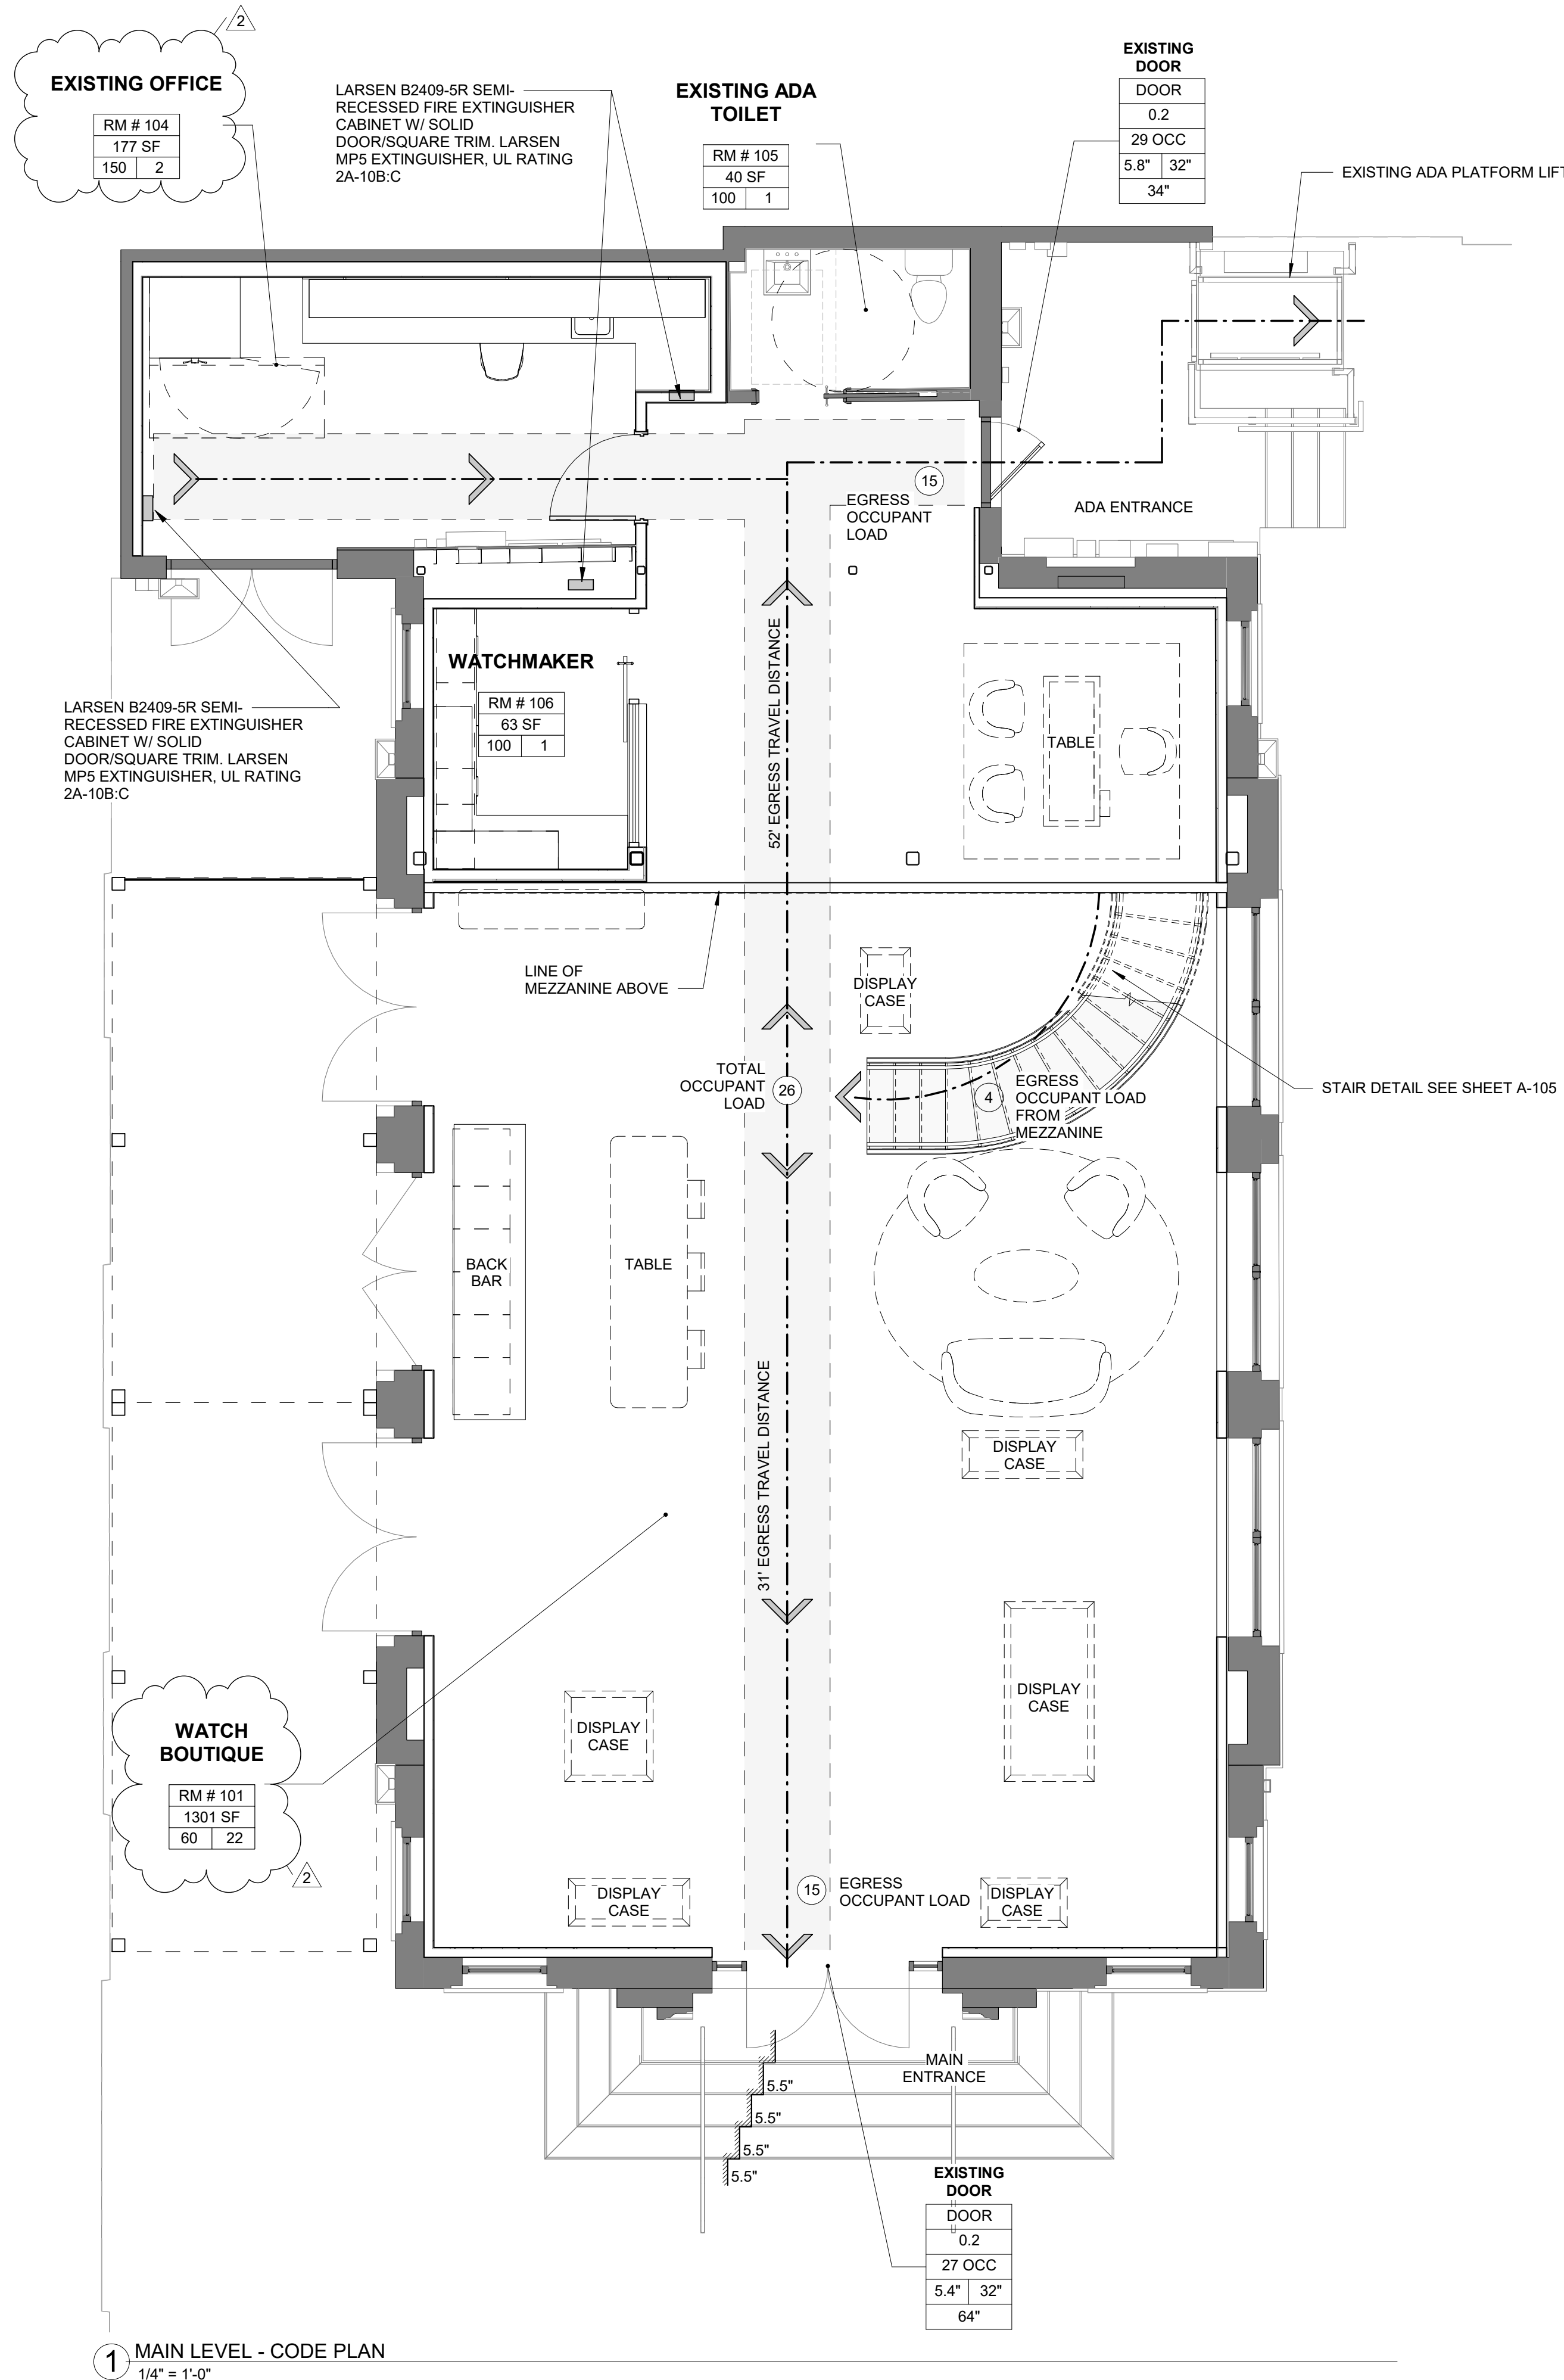 2
EXISTING OFFICE
RM # 104
177 SF
150 2
LARSEN B2409-5R SEMI-
RECESSED FIRE EXTINGUISHER
CABINET W/ SOLID
DOOR/SQUARE TRIM. LARSEN
MP5 EXTINGUISHER, UL RATING
2A-10B:C
EXISTING ADA
TOILET
RM # 105
40 SF
100 1
EXISTING
DOOR
DOOR
0.2
29 OCC
5.8" 32"
34"
EXISTING ADA PLATFORM LIFT
15
EGRESS
OCCUPANT
LOAD
ADA ENTRANCE
WATCHMAKER
RM # 106
63 SF
100 1
52' EGRESS TRAVEL DISTANCE
TABLE
LARSEN B2409-5R SEMI-
RECESSED FIRE EXTINGUISHER
CABINET W/ SOLID
DOOR/SQUARE TRIM. LARSEN
MP5 EXTINGUISHER, UL RATING
2A-10B:C
LINE OF
MEZZANINE ABOVE
DISPLAY
CASE
TOTAL
OCCUPANT
LOAD
26
4
EGRESS
OCCUPANT LOAD
FROM
MEZZANINE
STAIR DETAIL SEE SHEET A-105
BACK
BAR
TABLE
31' EGRESS TRAVEL DISTANCE
DISPLAY
CASE
DISPLAY
CASE
DISPLAY
CASE
WATCH
BOUTIQUE
RM # 101
1301 SF
60 22
2
DISPLAY
CASE
15
EGRESS
OCCUPANT LOAD
DISPLAY
CASE
MAIN
ENTRANCE
5.5"
5.5"
5.5"
5.5"
EXISTING
DOOR
DOOR
0.2
27 OCC
5.4" 32"
64"
1 MAIN LEVEL - CODE PLAN
1/4" = 1'-0"